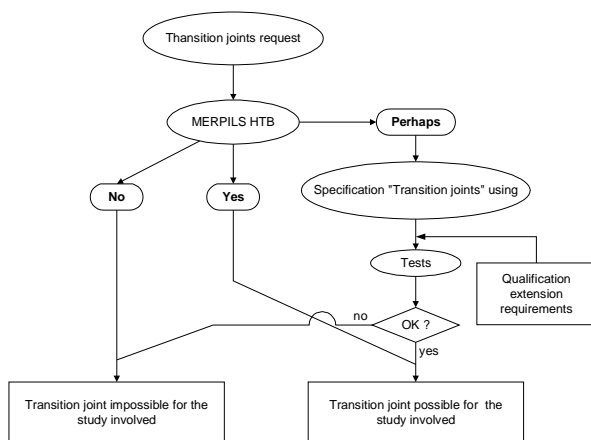 Thansition joints request
MERPILS HTB
Perhaps
No
Yes
Specification "Transition joints" using
Tests
Qualification
extension
requirements
no
OK ?
yes
Transition joint impossible for the
study involved
Transition joint possible for the
study involved